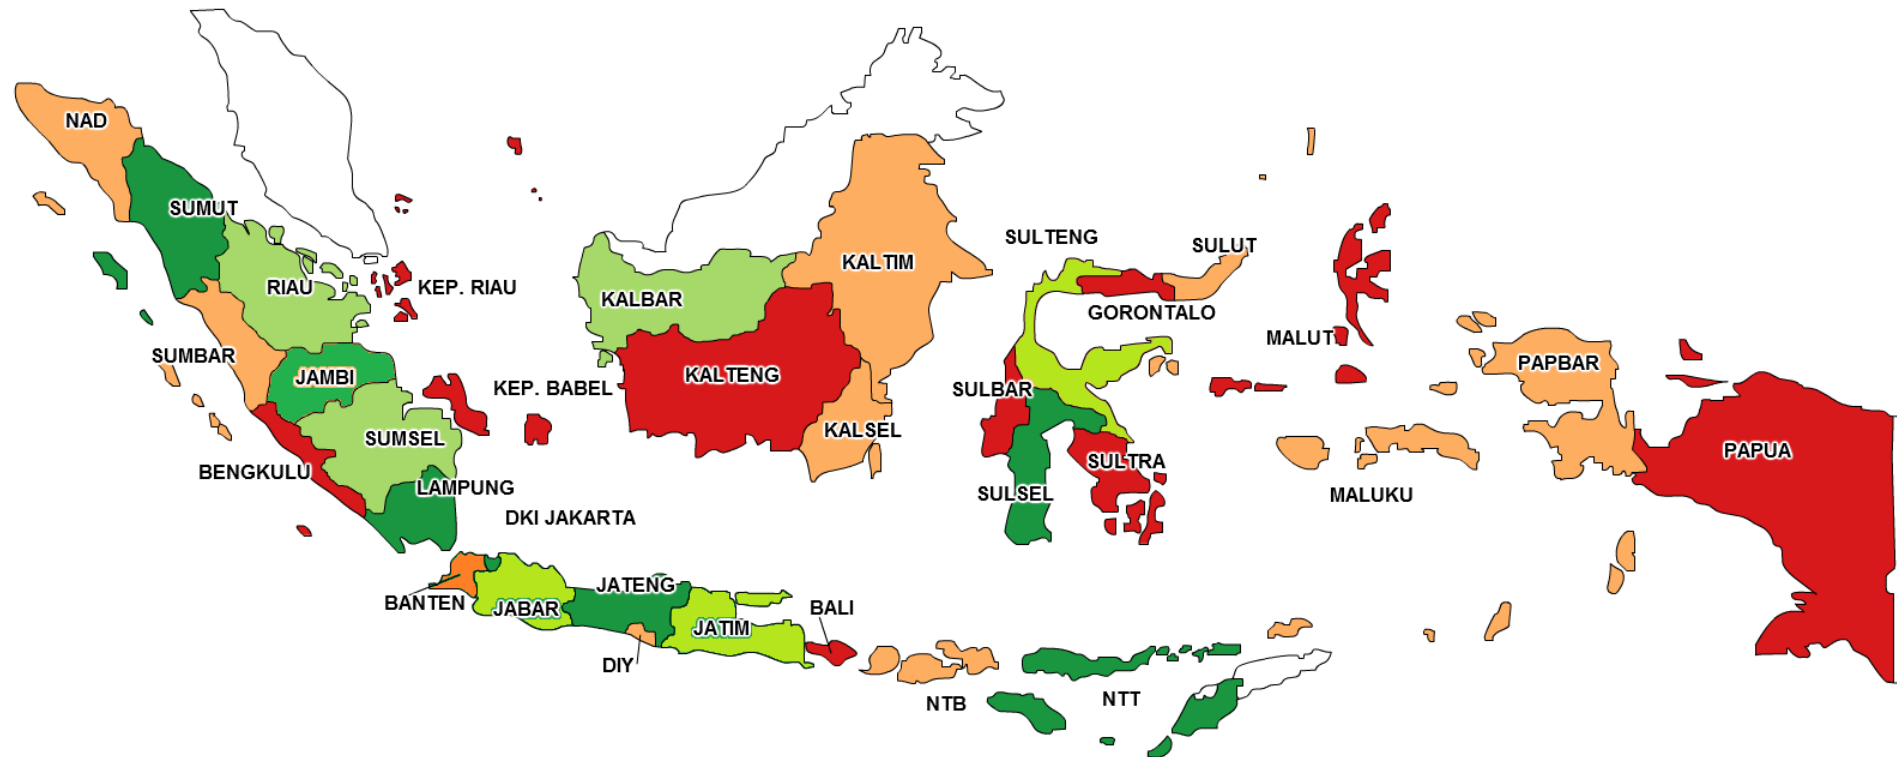 NAD
SUMUT
RIAU
KEP. RIAU
SUMBAR
JAMBI
KEP. BABEL
SUMSEL
BENGKULU
LAMPUNG
DKI JAKARTA
BANTEN
JABAR
JATENG
DIY
JATIM
BALI
NTB
NTT
KALBAR
KALTENG
KALTIM
KALSEL
SULTENG
SULUT
GORONTALO
SULBAR
SULSEL
SULTRA
MALUT
MALUKU
PAPBAR
PAPUA